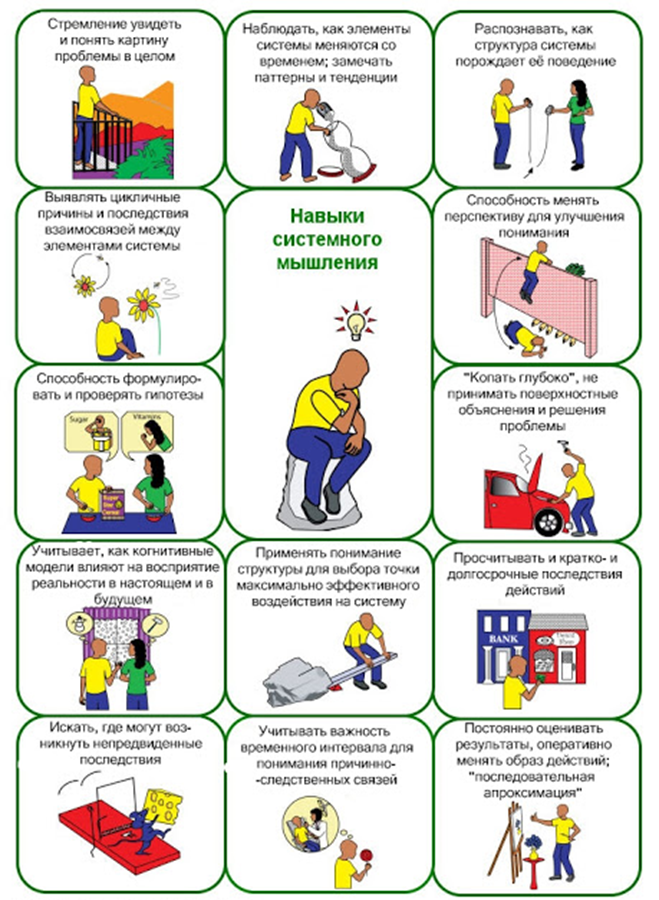 Стремление увидеть
и понять картину
проблемы в целом
Наблюдать, как элементы
системы меняются со
временем; замечать
паттерны и тенденции
Распознавать, как
структура системы
порождает её поведение
Выявлять цикличные
причины и последствия
взаимосвязей между
элементами системы
Навыки
системного
мышления
Способность менять
перспективу для улучшения
понимания
Способность формулиро-
вать и проверять гипотезы
Sugar
Vitamins
"Копать глубоко", не
принимать поверхностные
объяснения и решения
проблемы
Учитывает, как когнитивные
модели влияют на восприятие
реальности в настоящем и в
будущем
Применять понимание
структуры для выбора точки
максимально эффективного
воздействия на систему
Просчитывать и кратко- и
долгосрочные последствия
действий
BANK
Искать, где могут воз-
никнуть непредвиденные
последствия
Учитывать важность
временного интервала для
понимания причинно-
-следственных связей
Постоянно оценивать
результаты, оперативно
менять образ действий;
"последовательная
апроксимация"